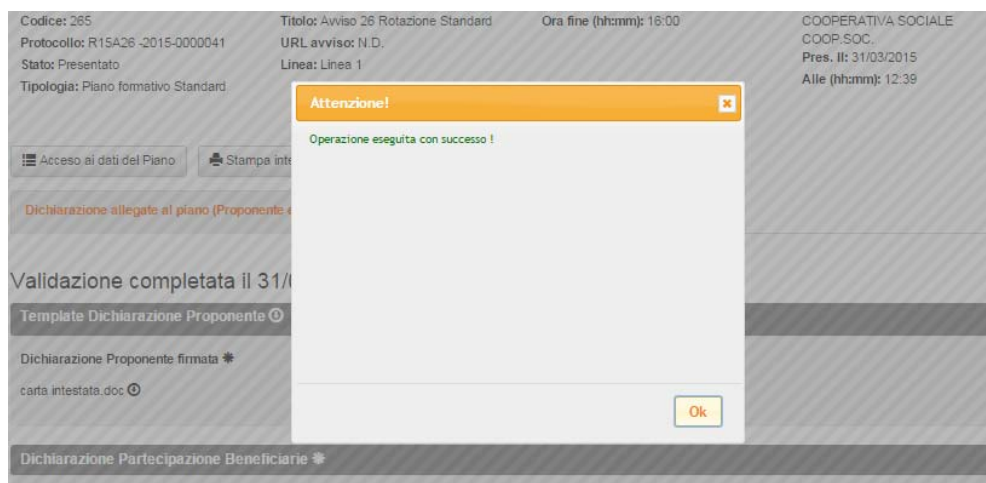 Codice: 265
Protocollo: R15A26 -2015-0000041
Stato: Presentato
Tipologia: Piano formativo Standard
Titolo: Avviso 26 Rotazione Standard
URL avviso: N.D.
Linea: Linea 1
Ora fine (hh:mm): 16:00
COOPERATIVA SOCIALE
COOP.SOC.
Pres. Il: 31/03/2015
Alle (hh:mm): 12:39
Attenzione!
Operazione eseguita con successo !
Ok
Acceso ai dati del Piano
Stampa inte
Dichiarazione allegate al piano (Proponente e
Validazione completata il 31/
Template Dichiarazione Proponente
Dichiarazione Proponente firmata *
carta intestata.doc
Dichiarazione Partecipazione Beneficiarie *